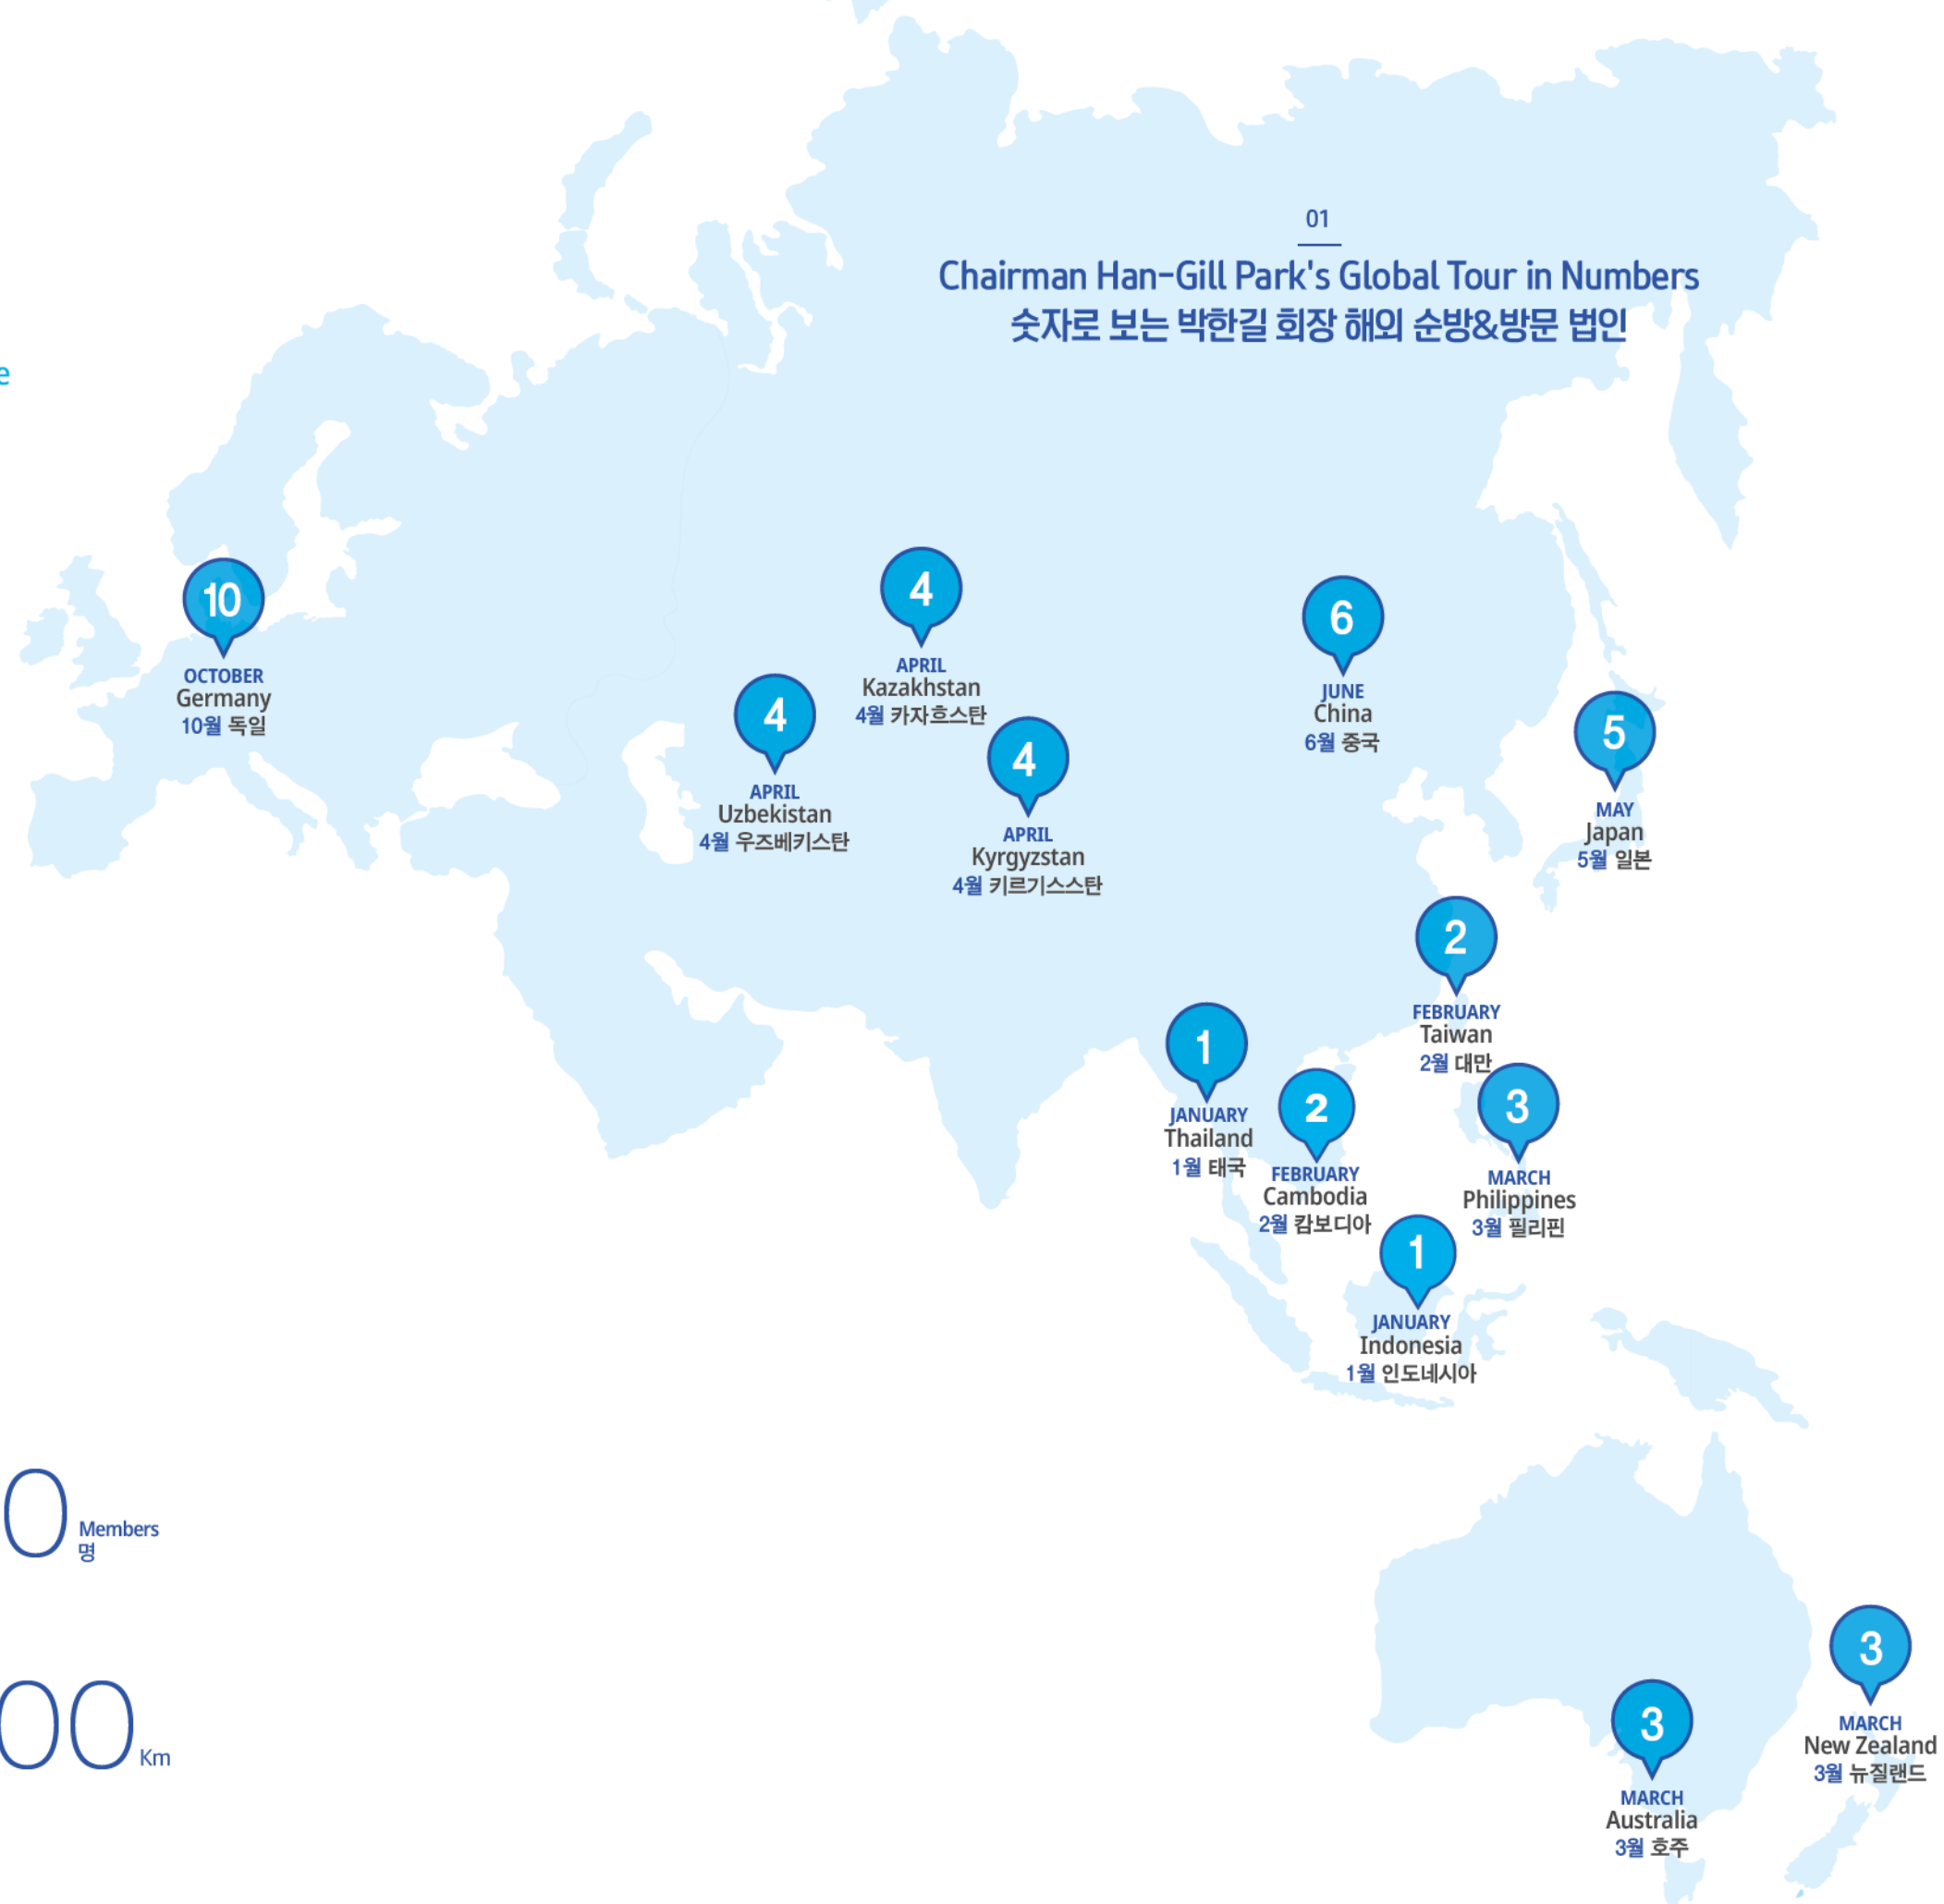 01
Chairman Han-Gill Park's Global Tour in Numbers
숫자로 보는 박한길 회장 해외 순방&방문 법인
e
10
OCTOBER
Germany
10월 독일
4
APRIL
Kazakhstan
4월 카자흐스탄
4
APRIL
Uzbekistan
4월 우즈베키스탄
4
APRIL
Kyrgyzstan
4월 키르기스스탄
6
JUNE
China
6월 중국
5
MAY
Japan
5월 일본
2
FEBRUARY
Taiwan
2월 대만
1
JANUARY
Thailand
1월 태국
2
FEBRUARY
Cambodia
2월 캄보디아
3
MARCH
Philippines
3월 필리핀
1
JANUARY
Indonesia
1월 인도네시아
0 Members
명
00 Km
3
MARCH
New Zealand
3월 뉴질랜드
3
MARCH
Australia
3월 호주